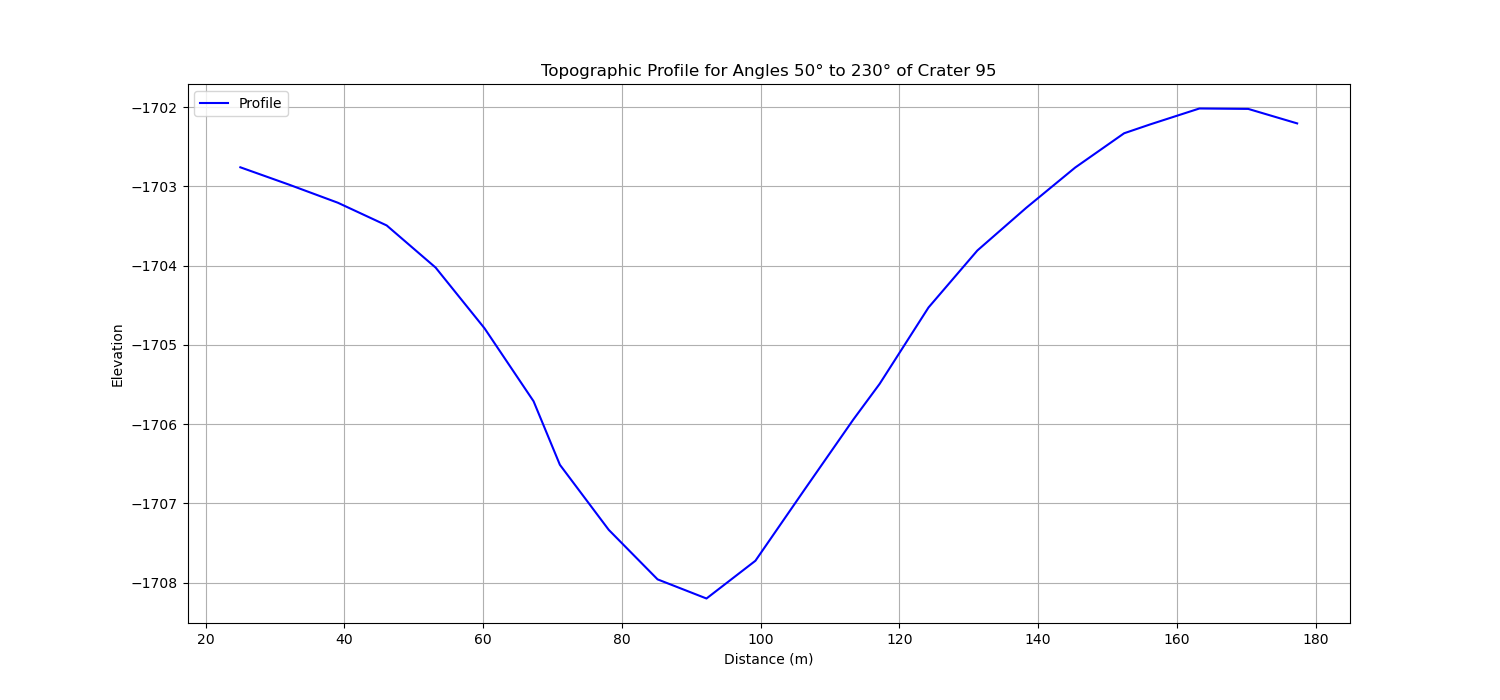 Topographic Profile for Angles 50° to 230° of Crater 95
Profile
−1702
−1703
−1704
−1705
−1706
−1707
−1708
Elevation
20 40 60 80 100 120 140 160 180
Distance (m)